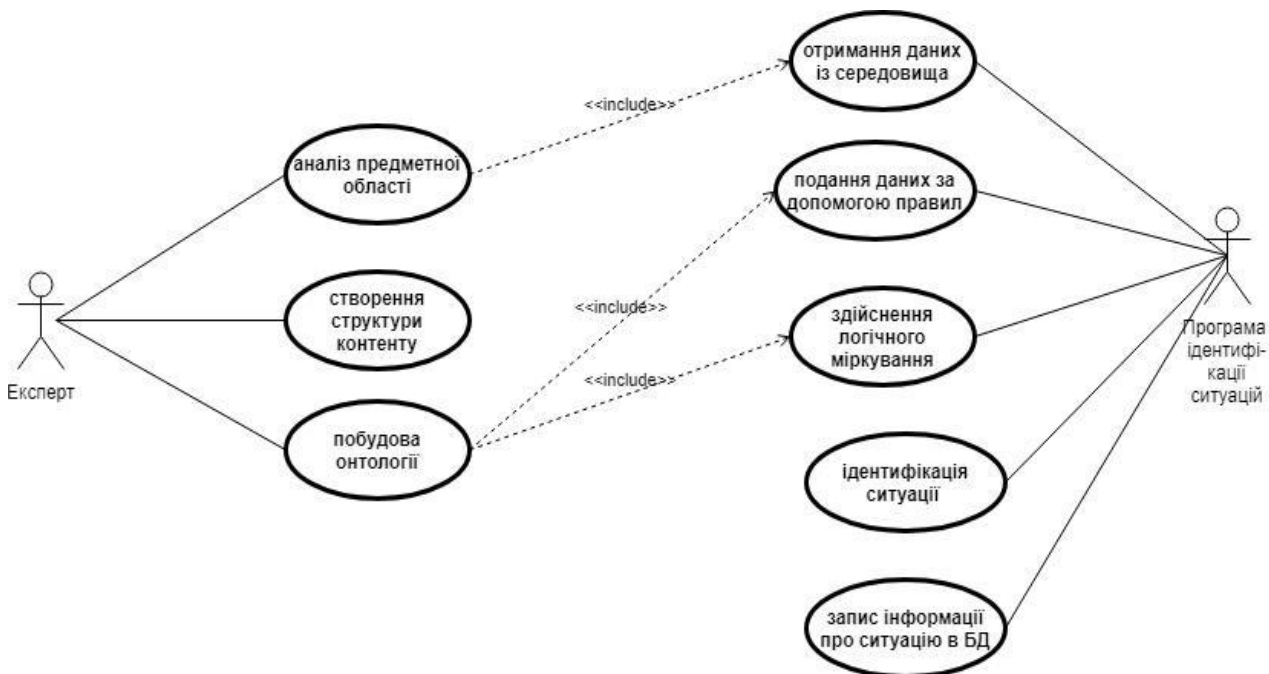 отримання даних
із середовища
<<include>>
аналіз предметної
області
подання даних за
допомогою правил
створення
структури
контенту
<<include>>
здійснення
логічного
міркування
Програма
ідентифі-
кації
ситуацій
<<include>>
Експерт
побудова
онтології
ідентифікація
ситуації
запис інформації
про ситуацію в БД